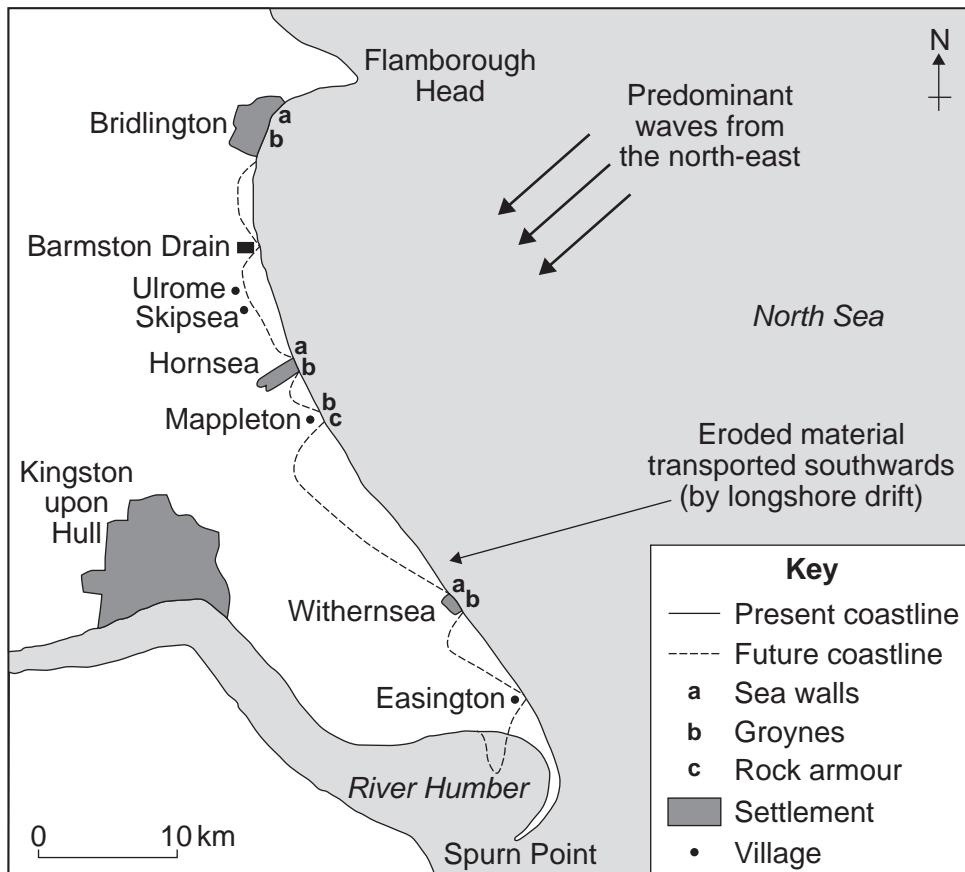 Flamborough
Head
N
Bridlington
a
b
Predominant
waves from
the north-east
Barmston Drain
Ulrome
Skipsea
North Sea
Hornsea
a
b
Mappleton
b
c
Eroded material
transported southwards
(by longshore drift)
Kingston
upon
Hull
Withernsea
a
b
Easington
River Humber
Spurn Point
0 10 km
Key
Present coastline
Future coastline
a Sea walls
b Groynes
c Rock armour
Settlement
Village